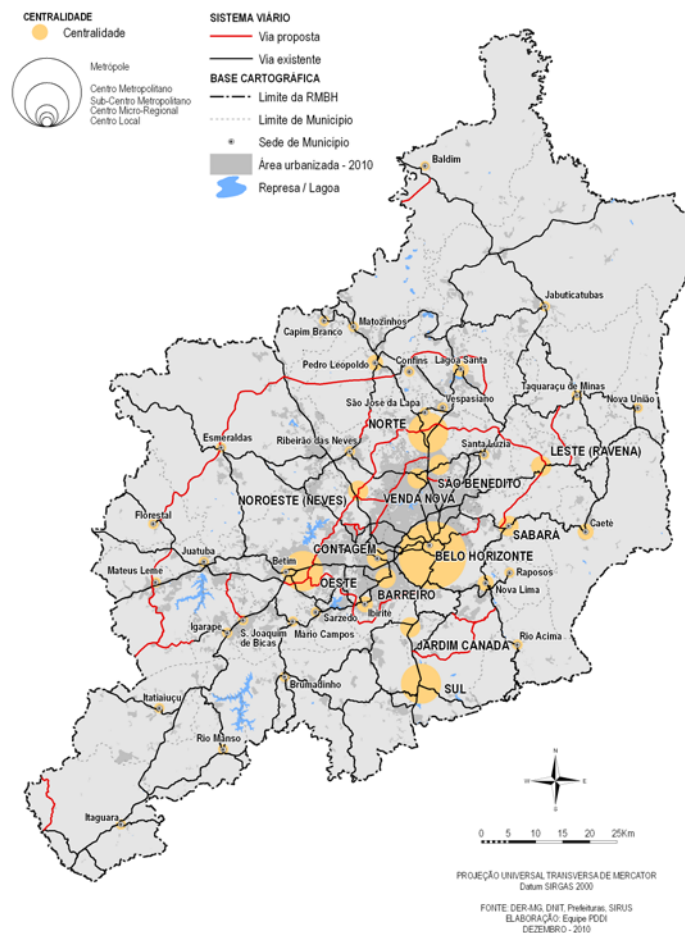 CENTRALIDADE
Centralidade
Metrópole
Centro Metropolitano
Sub-Centro Metropolitano
Centro Micro-Regional
Centro Local
SISTEMA VIÁRIO
Via proposta
Via existente
BASE CARTOGRÁFICA
Limite da RMBH
Limite de Municipio
Sede de Municipio
Área urbanizada - 2010
Represa / Lagoa
Baldim
Jabuticatubas
Matozinhos
Capim Branco
Pedro Leopoldo
Confins
Lagoa Santa
Taquaraçu de Minas
Nova União
São José da Lapa
Vespasiano
NORTE
Esmeraldas
Ribeirão das Neves
Santa Luzia
LESTE (RAVENA)
SÃO BENEDITO
NOROESTE (NEVES)
VENDA NOVA
Florestal
SABARÁ
Caeté
Juatuba
CONTAGEM
BELO HORIZONTE
Mateus Leme
Betim
OESTE
Raposos
BARREIRO
Nova Lima
Igarapé
S. Joaquim
de Bicas
Sarzedo
Ibirité
Mário Campos
JARDIM CANADÁ
Rio Acima
Brumadinho
SUL
Itatiaiuçu
Rio Manso
Itaguara
N
W
E
S
0 5 10 15 20 25Km
PROJEÇÃO UNIVERSAL TRANSVERSA DE MERCATOR
Datum SIRGAS 2000
FONTE: DER-MG, DNIT, Prefeituras, SIRUS
ELABORAÇÃO: Equipe PDDI
DEZEMBRO - 2010